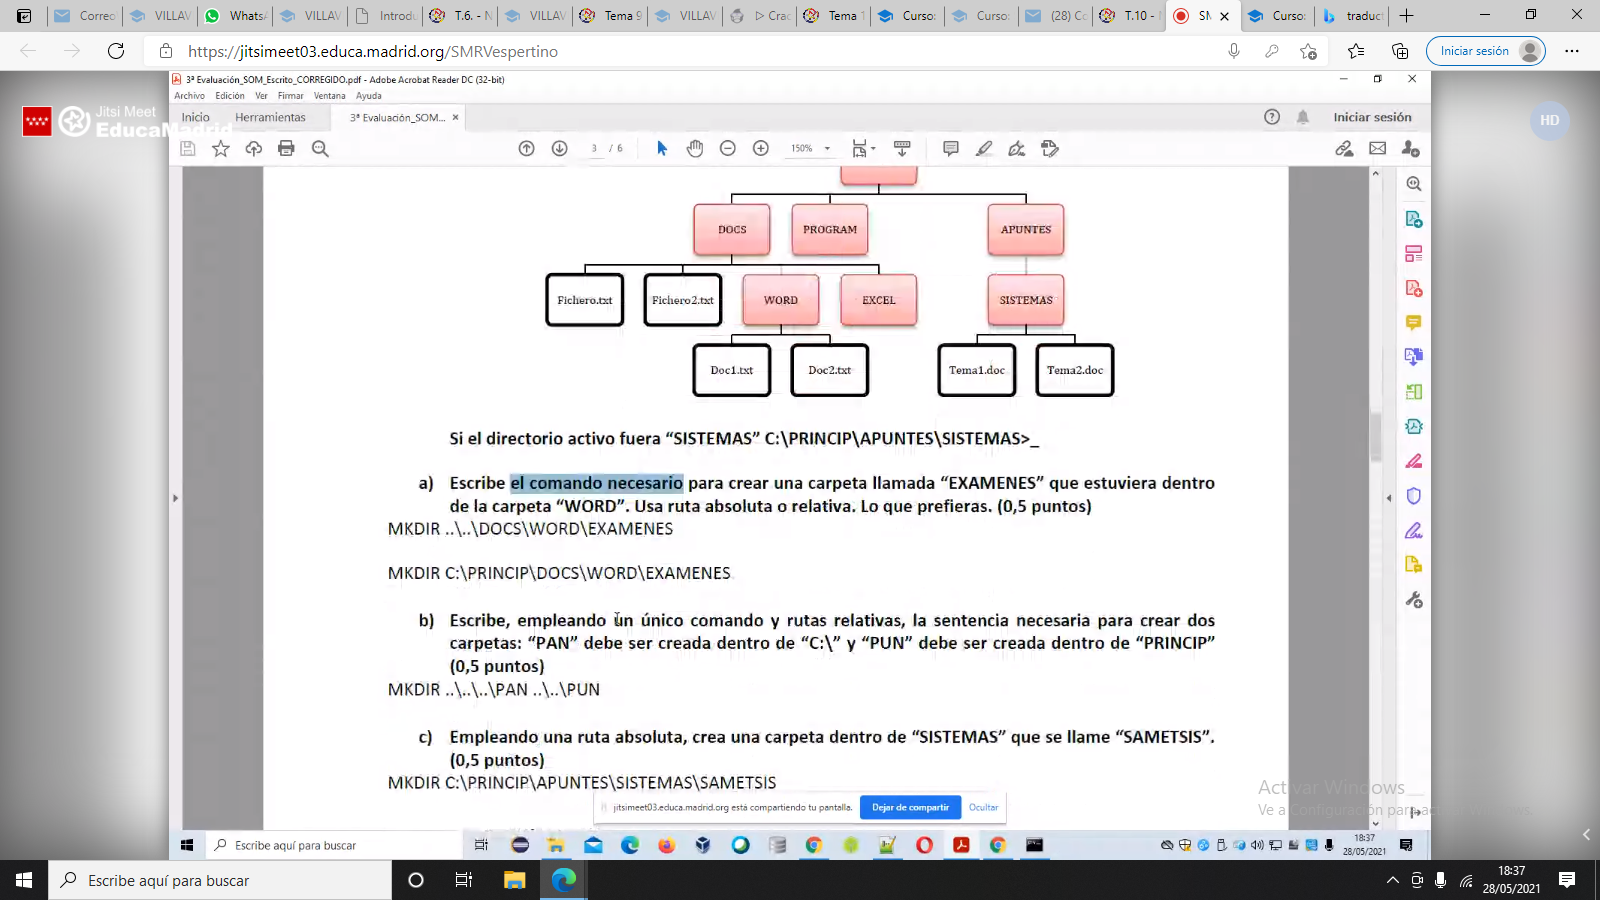 Correo
VILLAV
WhatsA
VILLAV
Introdu
T.6. - N
VILLAV
Tema 9
VILLAV
Crac
Tema 1
Curso:
Curso:
(28) Co
T.10 -
SM
Curso:
traduct
https://jitsimeet03.educa.madrid.org/SMRVespertino
Iniciar sesión
3ª Evaluación_SOM_Escrito_CORREGIDO.pdf - Adobe Acrobat Reader DC (32-bit)
Archivo Edición Ver Firmar Ventana Ayuda
Jitsi Meet
EducaMadrid
Inicio Herramientas 3ª Evaluación_SOM... Iniciar sesión
HD
3 / 6 150%
DOCS PROGRAM APUNTES
Fichero.txt Fichero2.txt WORD EXCEL SISTEMAS
Doc1.txt Doc2.txt Tema1.doc Tema2.doc
Si el directorio activo fuera “SISTEMAS” C:\PRINCIP\APUNTES\SISTEMAS>_
a) Escribe el comando necesario para crear una carpeta llamada “EXAMENES” que estuviera dentro
de la carpeta “WORD”. Usa ruta absoluta o relativa. Lo que prefieras. (0,5 puntos)
MKDIR ..\..\DOCS\WORD\EXAMENES
MKDIR C:\PRINCIP\DOCS\WORD\EXAMENES
b) Escribe, empleando un único comando y rutas relativas, la sentencia necesaria para crear dos
carpetas: “PAN” debe ser creada dentro de “C:\” y “PUN” debe ser creada dentro de “PRINCIP”
(0,5 puntos)
MKDIR ..\..\..\PAN ..\..\PUN
c) Empleando una ruta absoluta, crea una carpeta dentro de “SISTEMAS” que se llame “SAMETSIS”.
(0,5 puntos)
MKDIR C:\PRINCIP\APUNTES\SISTEMAS\SAMETSIS
Activar Windows
Ve a Configuración para activar Windows.
jitsimeet03.educa.madrid.org está compartiendo tu pantalla. Dejar de compartir Ocultar
Escribe aquí para buscar
18:37
28/05/2021
Escribe aquí para buscar
18:37
28/05/2021